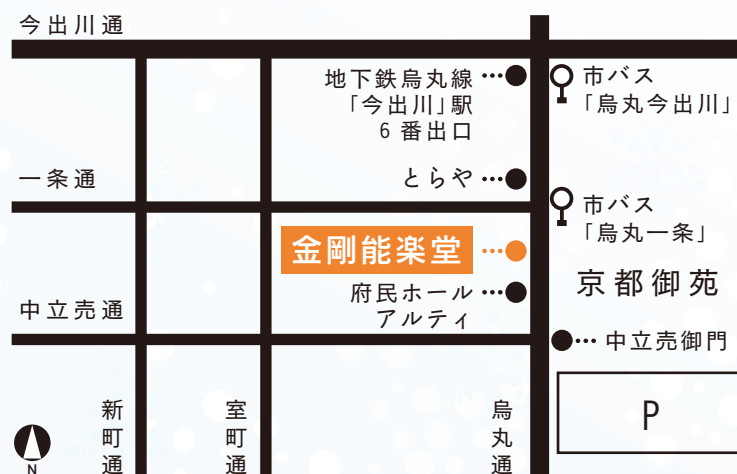 今出川通
地下鉄烏丸線
「今出川」駅
6 番出口
市バス
「烏丸今出川」
一条通
とらや
市バス
「烏丸一条」
金剛能楽堂
京都御苑
府民ホール
アルティ
中立売通
中立売御門
新町通
室町通
烏丸通
P
N